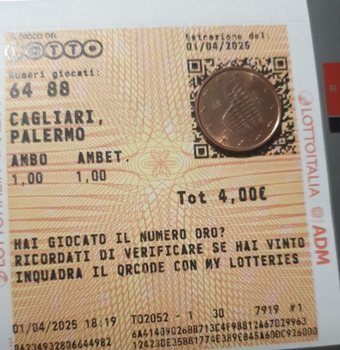 IL GIOCO DEL
LOTTO
Estrazione del:
01/04/2025
Numeri giocati:
64 88
CAGLIARI,
PALERMO
AMBO AMBET.
1,00 1,00
Tot 4,00€
HAI GIOCATO IL NUMERO ORO?
RICORDATI DI VERIFICARE SE HAI VINTO
INQUADRA IL QRCODE CON MY LOTTERIES
01/04/2025 18:19 TO2052 - 1 30 7919 #1
LOTTOITALIA
ADM